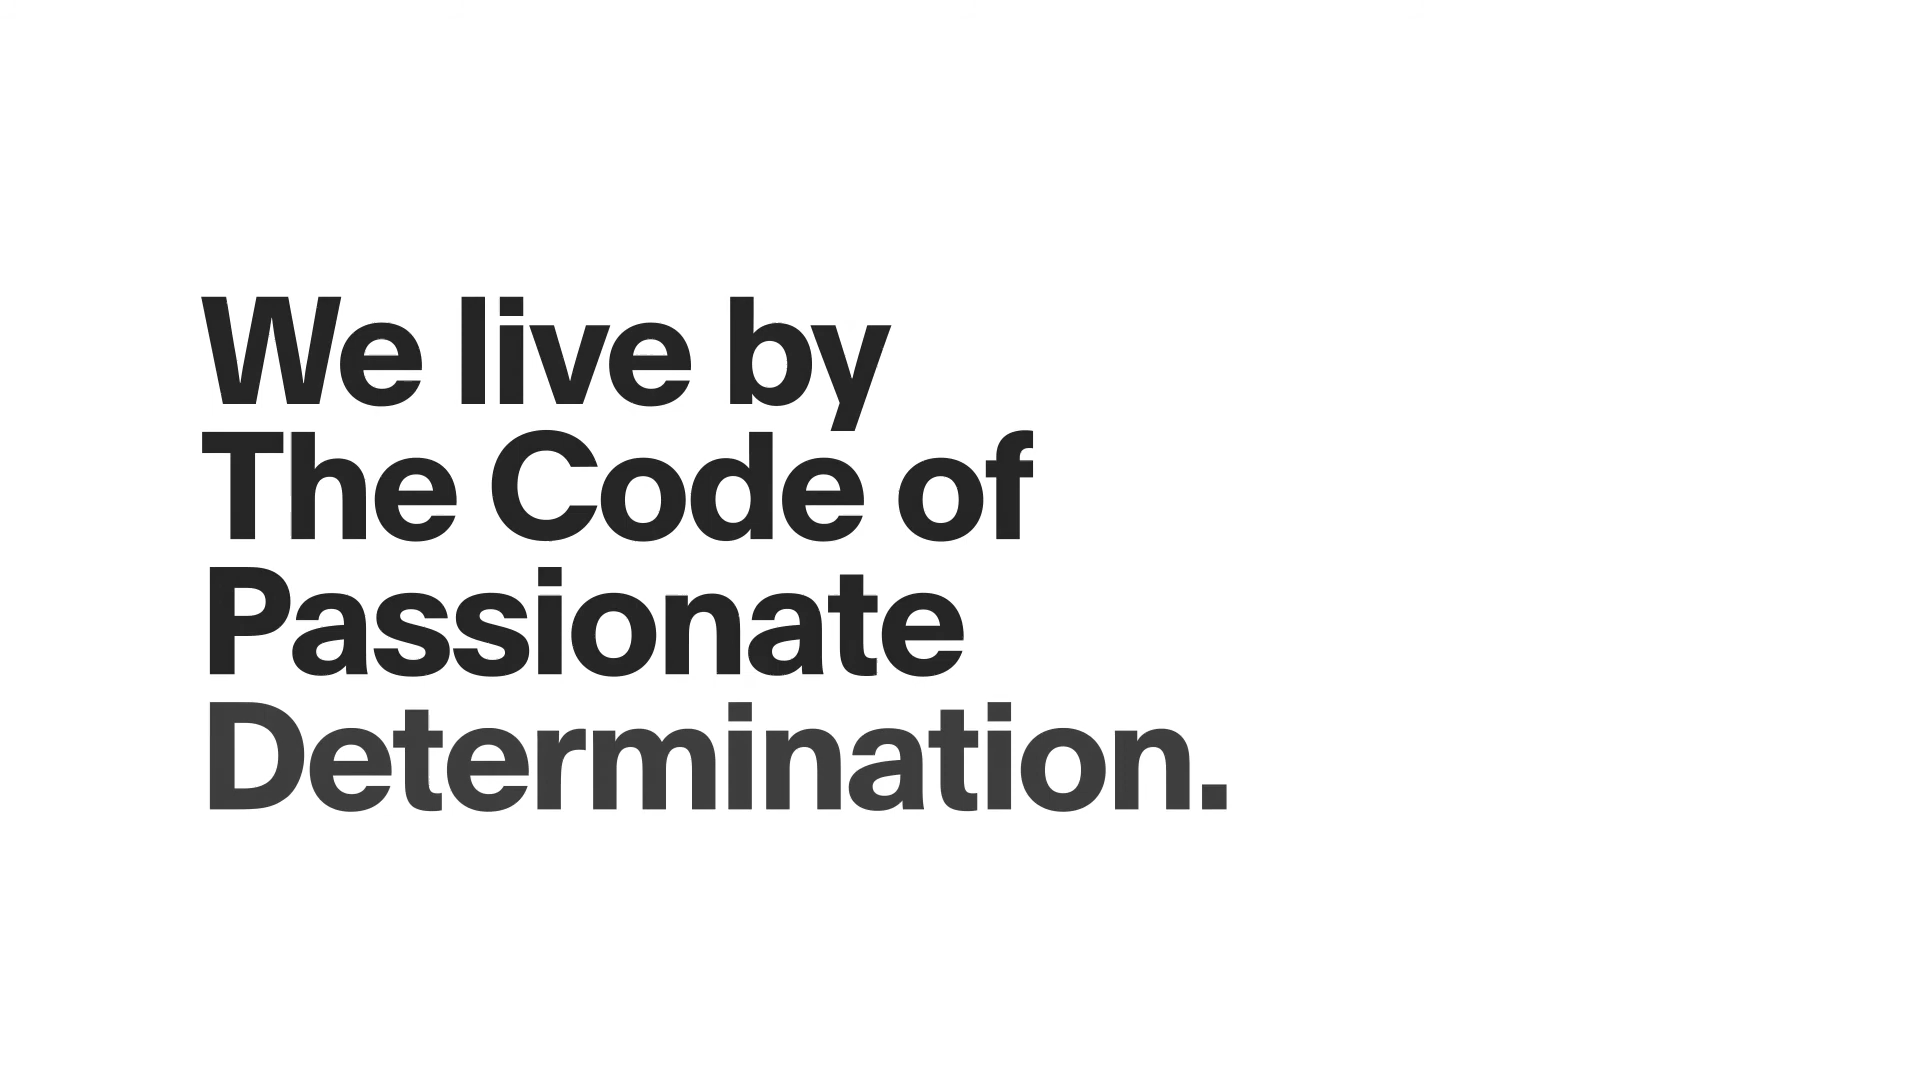 We live by
The Code of
Passionate
Determination.